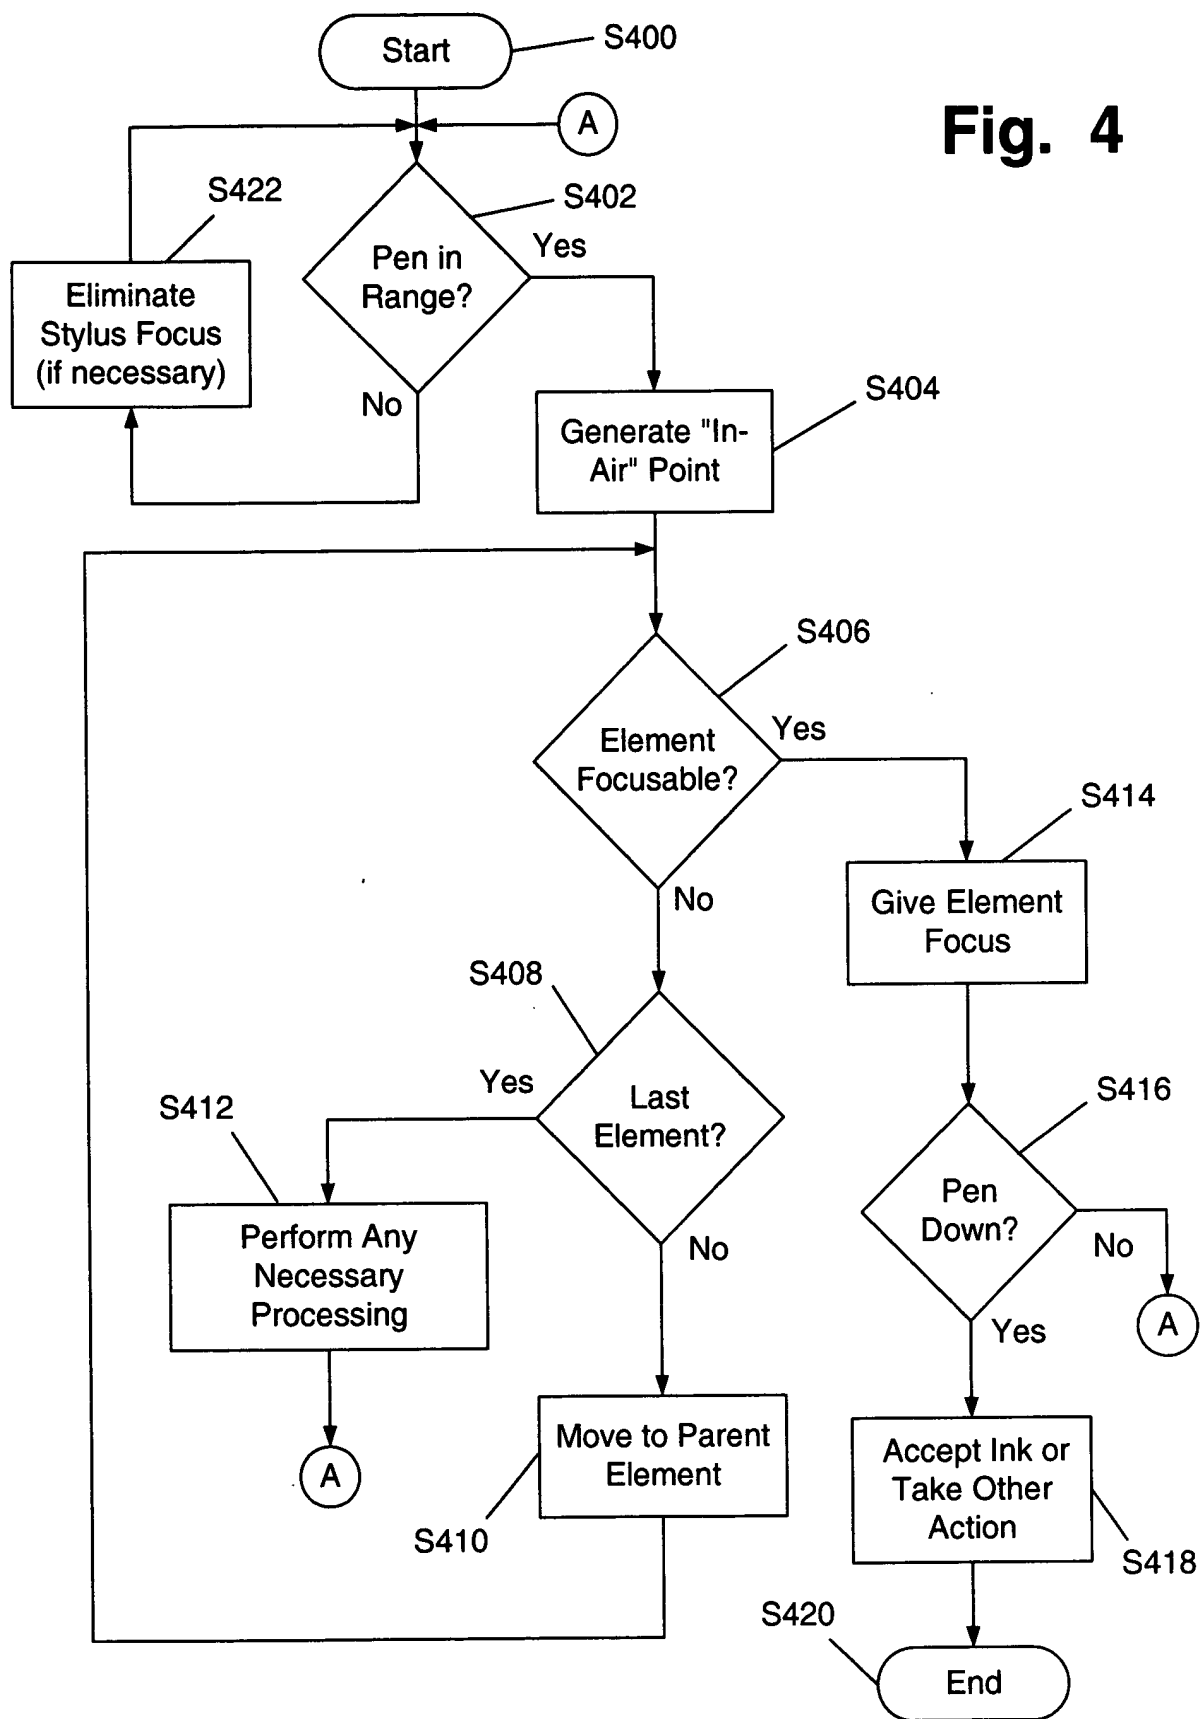 Start
S400
A
Fig. 4
S422
S402
Yes
Pen in
Range?
Eliminate
Stylus Focus
(if necessary)
No
S404
Generate "In-
Air" Point
S406
Element
Focusable?
Yes
S414
No
Give Element
Focus
S408
Yes
Last
Element?
S416
S412
Pen
Down?
No
Perform Any
Necessary
Processing
No
A
Yes
A
Move to Parent
Element
S410
Accept Ink or
Take Other
Action
S418
S420
End